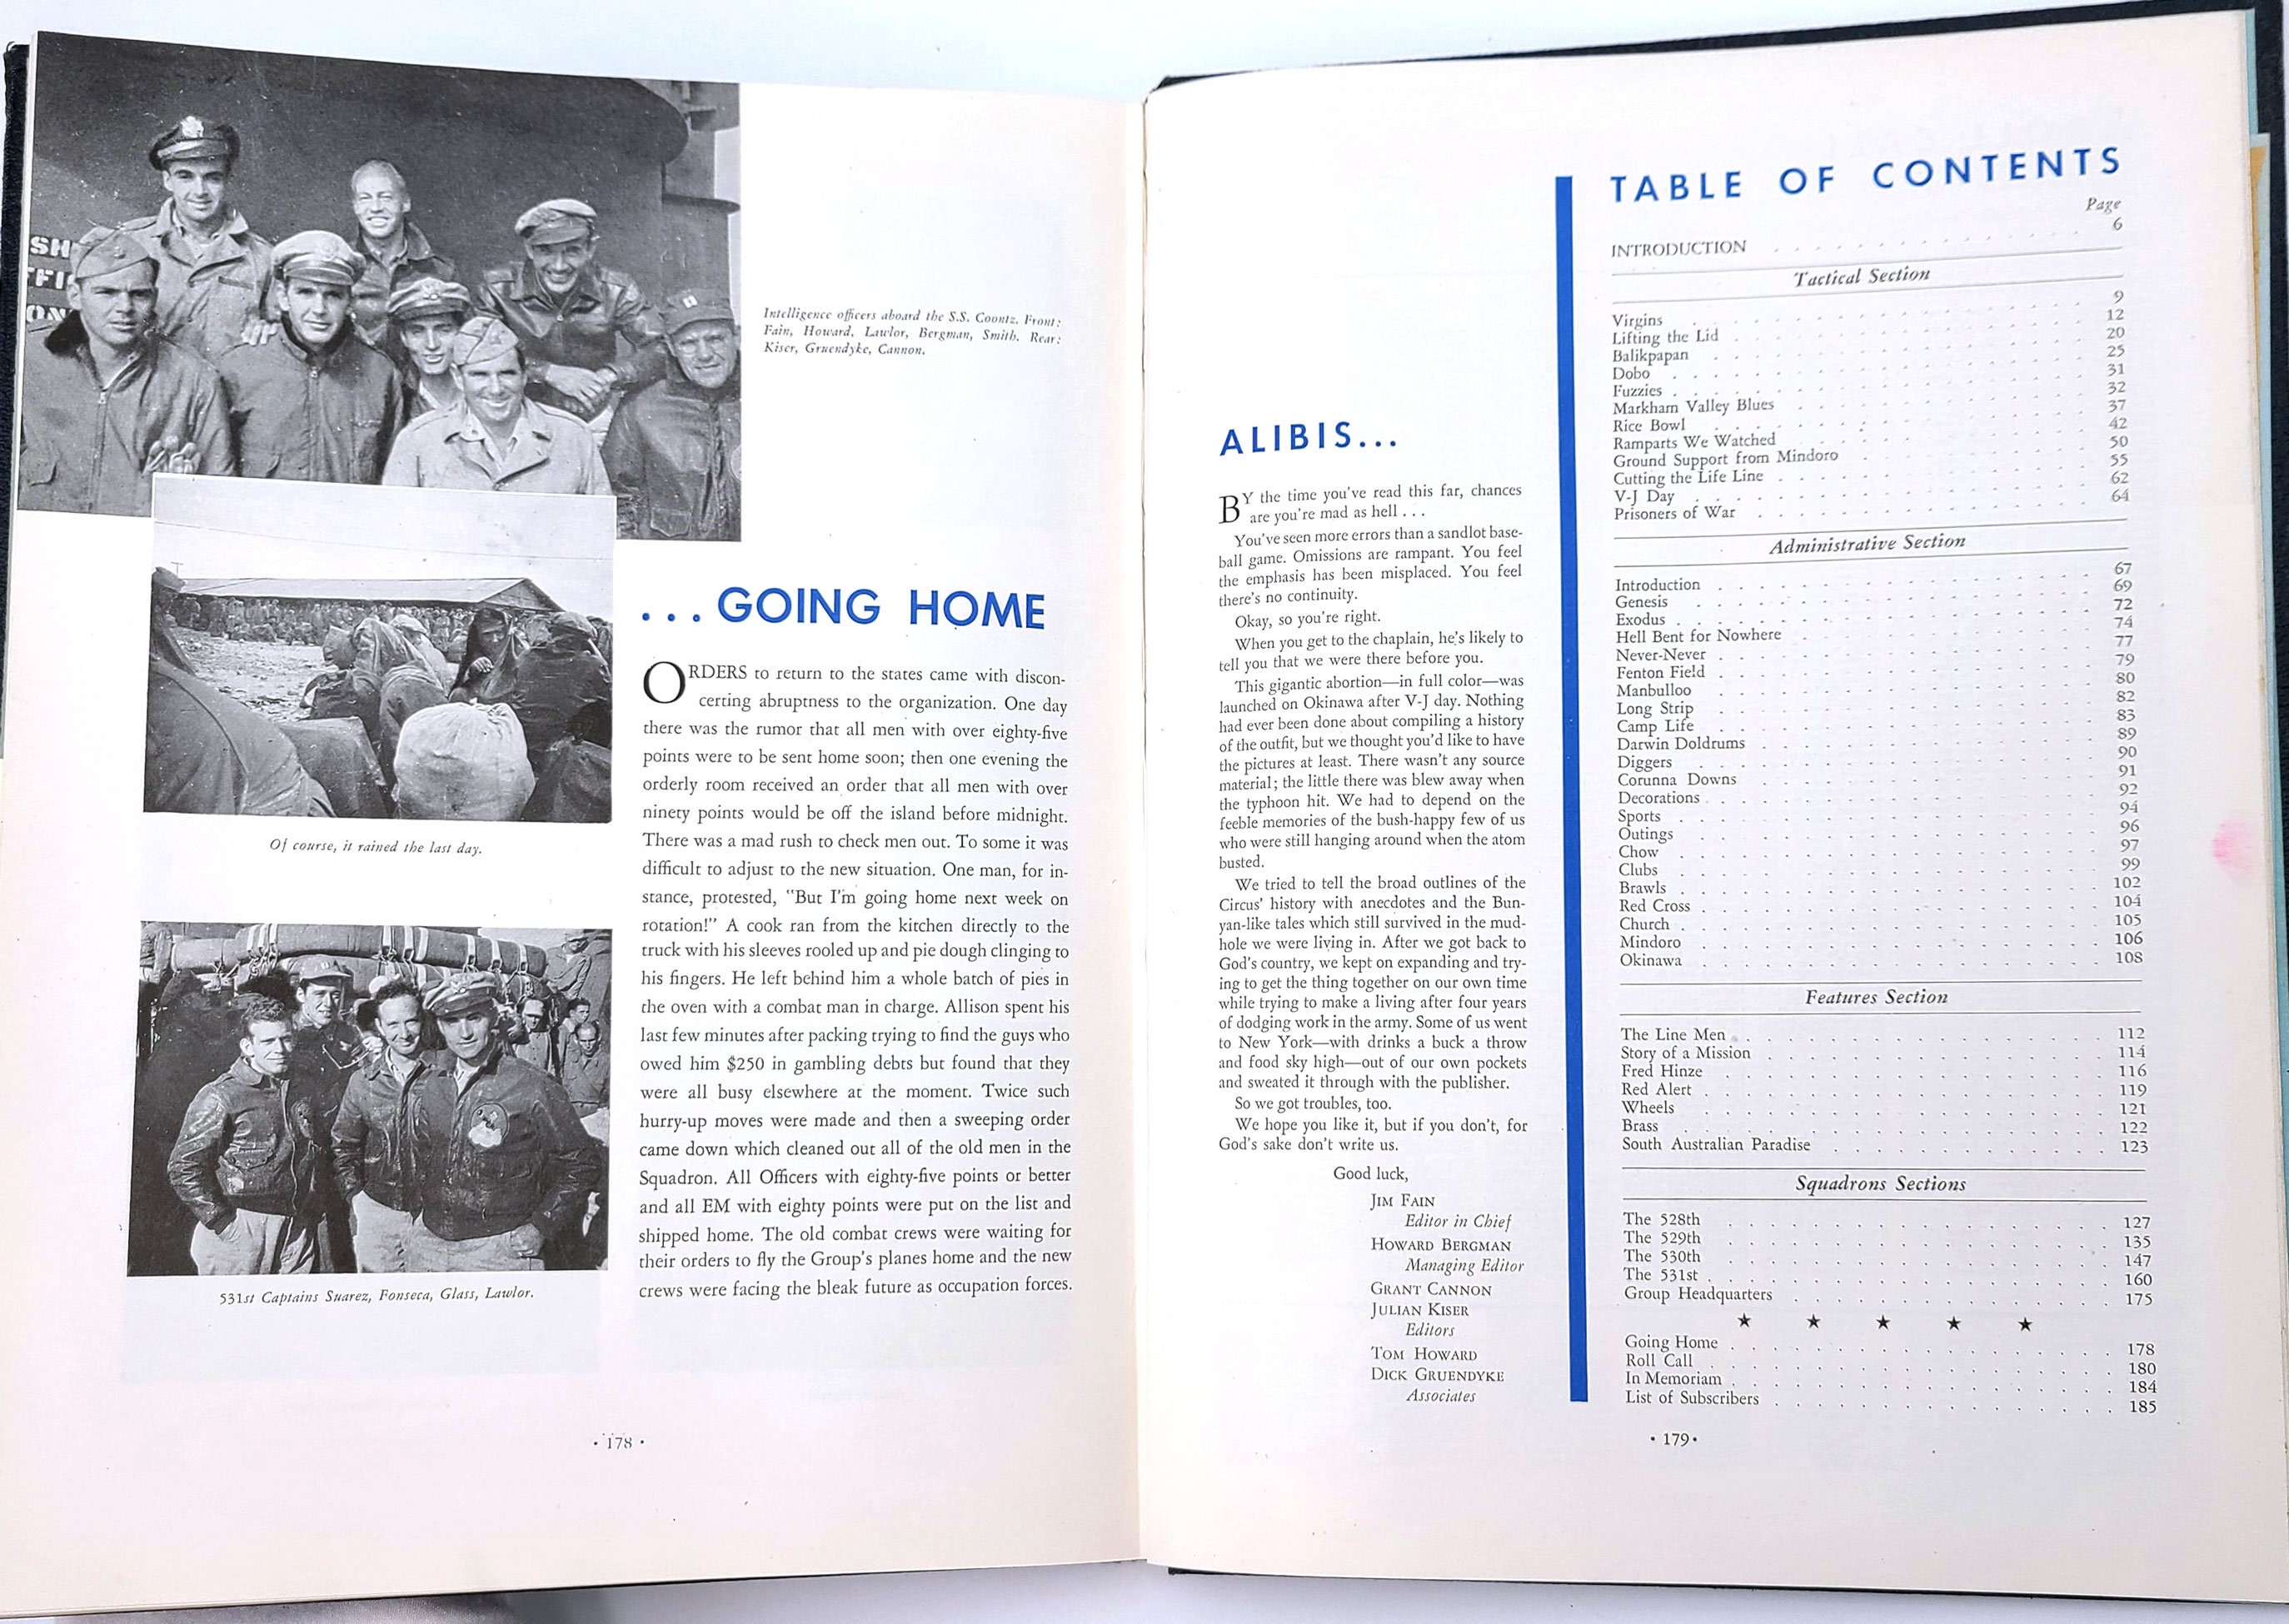 Intelligence officers aboard the S.S. Coontz. Front:
Fain, Howard, Lawlor, Bergman, Smith. Rear:
Kiser, Gruendyke, Cannon.
Of course, it rained the last day.
531st Captains Suarez, Fonseca, Glass, Lawlor.
...GOING HOME
ORDERS to return to the states came with discon-
certing abruptness to the organization. One day
there was the rumor that all men with over eighty-five
points were to be sent home soon; then one evening the
orderly room received an order that all men with over
ninety points would be off the island before midnight.
There was a mad rush to check men out. To some it was
difficult to adjust to the new situation. One man, for in-
stance, protested, "But I'm going home next week on
rotation!" A cook ran from the kitchen directly to the
truck with his sleeves rooled up and pie dough clinging to
his fingers. He left behind him a whole batch of pies in
the oven with a combat man in charge. Allison spent his
last few minutes after packing trying to find the guys who
owed him $250 in gambling debts but found that they
were all busy elsewhere at the moment. Twice such
hurry-up moves were made and then a sweeping order
came down which cleaned out all of the old men in the
Squadron. All Officers with eighty-five points or better
and all EM with eighty points were put on the list and
shipped home. The old combat crews were waiting for
their orders to fly the Group's planes home and the new
crews were facing the bleak future as occupation forces.
• 178 •
ALIBIS...
BY the time you've read this far, chances
are you're mad as hell . . .
You've seen more errors than a sandlot base-
ball game. Omissions are rampant. You feel
the emphasis has been misplaced. You feel
there's no continuity.
Okay, so you're right.
When you get to the chaplain, he's likely to
tell you that we were there before you.
This gigantic abortion—in full color—was
launched on Okinawa after V-J day. Nothing
had ever been done about compiling a history
of the outfit, but we thought you'd like to have
the pictures at least. There wasn't any source
material; the little there was blew away when
the typhoon hit. We had to depend on the
feeble memories of the bush-happy few of us
who were still hanging around when the atom
busted.
We tried to tell the broad outlines of the
Circus' history with anecdotes and the Bun-
yan-like tales which still survived in the mud-
hole we were living in. After we got back to
God's country, we kept on expanding and try-
ing to get the thing together on our own time
while trying to make a living after four years
of dodging work in the army. Some of us went
to New York—with drinks a buck a throw
and food sky high—out of our own pockets
and sweated it through with the publisher.
So we got troubles, too.
We hope you like it, but if you don't, for
God's sake don't write us.
Good luck,
JIM FAIN
Editor in Chief
HOWARD BERGMAN
Managing Editor
GRANT CANNON
JULIAN KISER
Editors
TOM HOWARD
DICK GRUENDYKE
Associates
TABLE OF CONTENTS
Page
INTRODUCTION 6
Tactical Section
Virgins 9
Lifting the Lid 12
Balikpapan 20
Dobo 25
Fuzzies 31
Markham Valley Blues 32
Rice Bowl 37
Ramparts We Watched 42
Ground Support from Mindoro 50
Cutting the Life Line 55
V-J Day 62
Prisoners of War 64
Administrative Section
Introduction 67
Genesis 69
Exodus 72
Hell Bent for Nowhere 74
Never-Never 77
Fenton Field 79
Manbulloo 80
Long Strip 82
Camp Life 83
Darwin Doldrums 89
Diggers 90
Corunna Downs 91
Decorations 92
Sports 94
Outings 96
Chow 97
Clubs 99
Brawls 102
Red Cross 104
Church 105
Mindoro 106
Okinawa 108
Features Section
The Line Men 112
Story of a Mission 114
Fred Hinze 116
Red Alert 119
Wheels 121
Brass 122
South Australian Paradise 123
Squadrons Sections
The 528th 127
The 529th 135
The 530th 147
The 531st 160
Group Headquarters 175
★ ★ ★ ★ ★
Going Home 178
Roll Call 180
In Memoriam 184
List of Subscribers 185
• 179 •